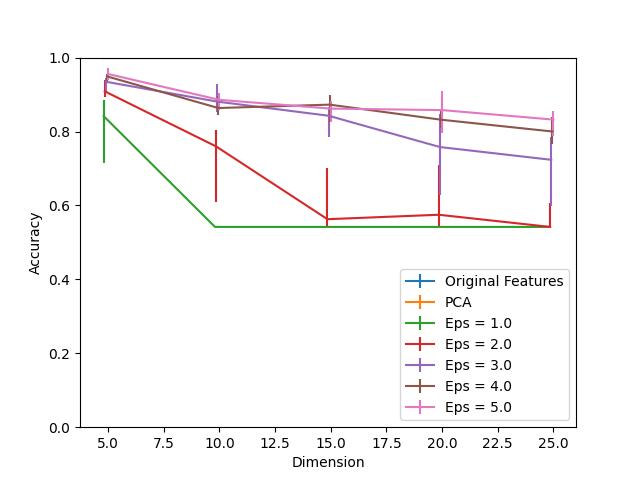 1.0
0.8
0.6
0.4
0.2
0.0
Accuracy
Original Features
PCA
Eps = 1.0
Eps = 2.0
Eps = 3.0
Eps = 4.0
Eps = 5.0
5.0 7.5 10.0 12.5 15.0 17.5 20.0 22.5 25.0
Dimension